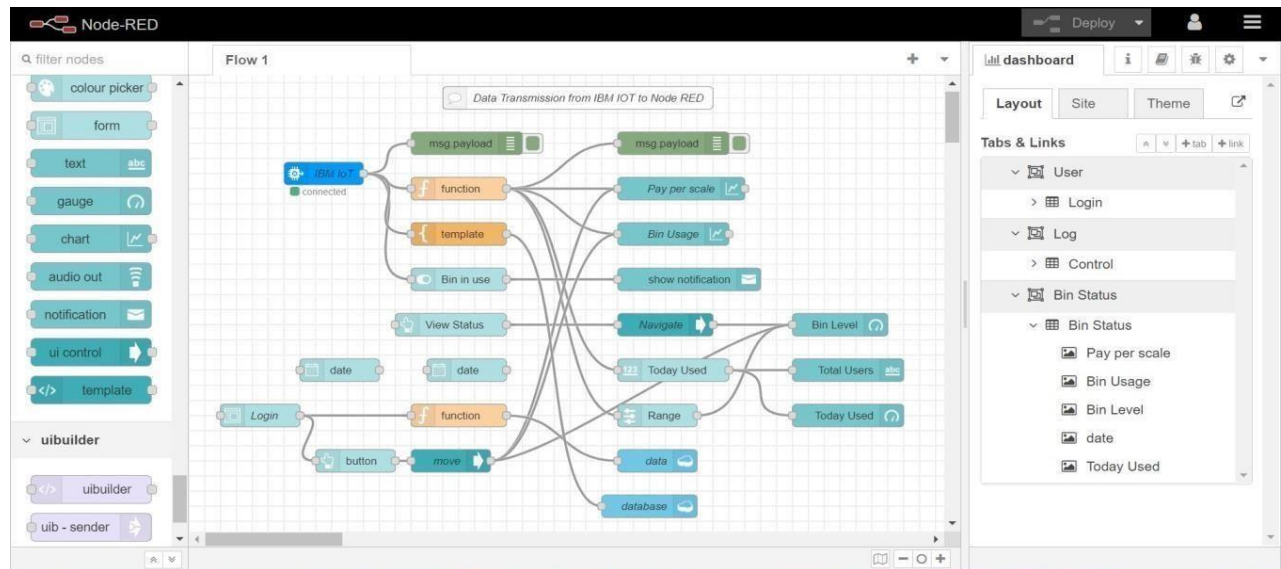 Node-RED
Deploy
filter nodes
colour picker
form
text
abc
gauge
chart
audio out
notification
ui control
template
uibuilder
uibuilder
uib - sender
Flow 1
Data Transmission from IBM IOT to Node RED
msg.payload
msg.payload
IBM IoT
connected
function
Pay per scale
template
Bin Usage
Bin in use
show notification
View Status
Navigate
Bin Level
date
date
123
Today Used
Total Users
abc
Login
function
Range
Today Used
button
move
data
database
dashboard
i
Layout
Site
Theme
Tabs & Links
+ tab
+ link
User
Login
Log
Control
Bin Status
Bin Status
Pay per scale
Bin Usage
Bin Level
date
Today Used